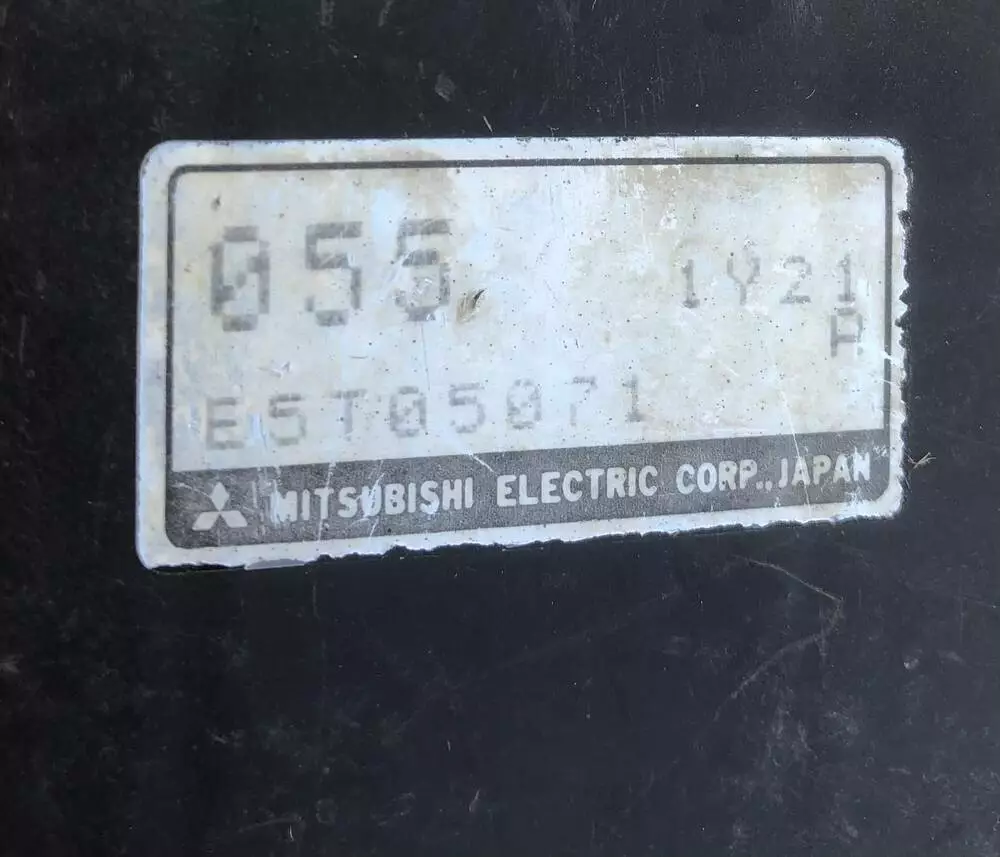 055 1Y21
R
E5T05071
MITSUBISHI ELECTRIC CORP., JAPAN